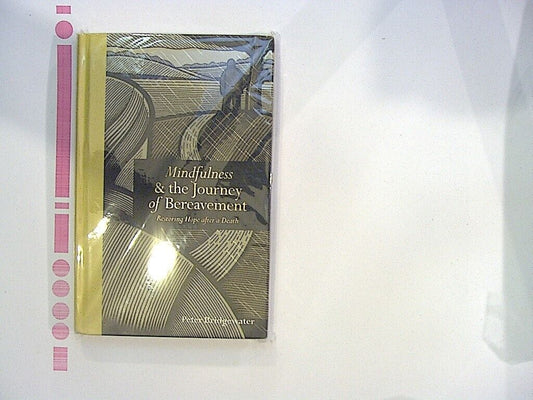 Mindfulness
& the Journey
of Bereavement
Restoring Hope after a Death
Peter Bridgewater